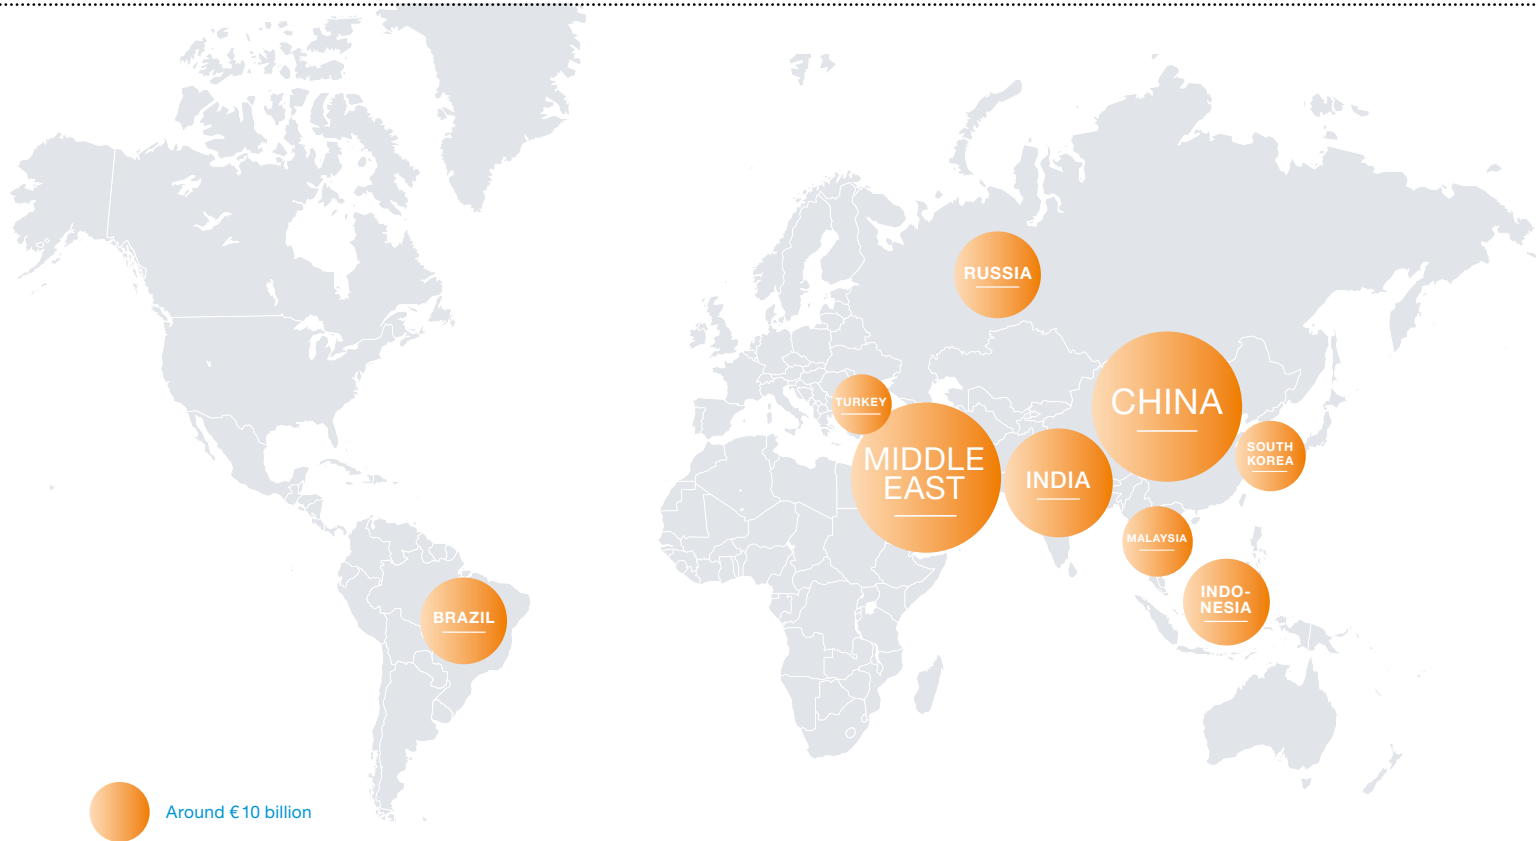 RUSSIA
CHINA
TURKEY
MIDDLE
EAST
INDIA
SOUTH
KOREA
MALAYSIA
INDO-
NESIA
BRAZIL
Around €10 billion